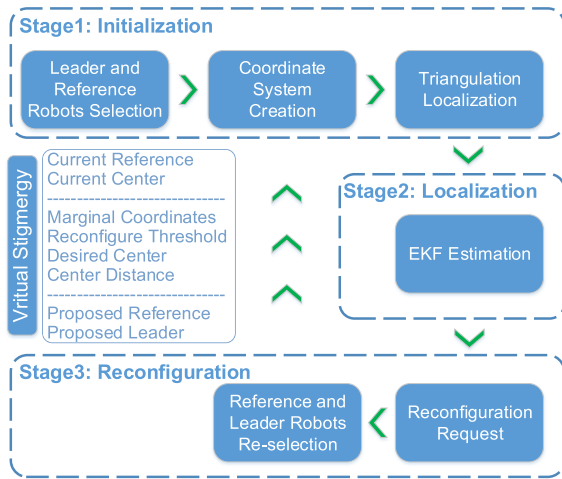 Stage1: Initialization
Leader and
Reference
Robots Selection
Coordinate
System
Creation
Triangulation
Localization
Vritual Stigmergy
Current Reference
Current Center
Marginal Coordinates
Reconfigure Threshold
Desired Center
Center Distance
Proposed Reference
Proposed Leader
Stage2: Localization
EKF Estimation
Stage3: Reconfiguration
Reference and
Leader Robots
Re-selection
Reconfiguration
Request